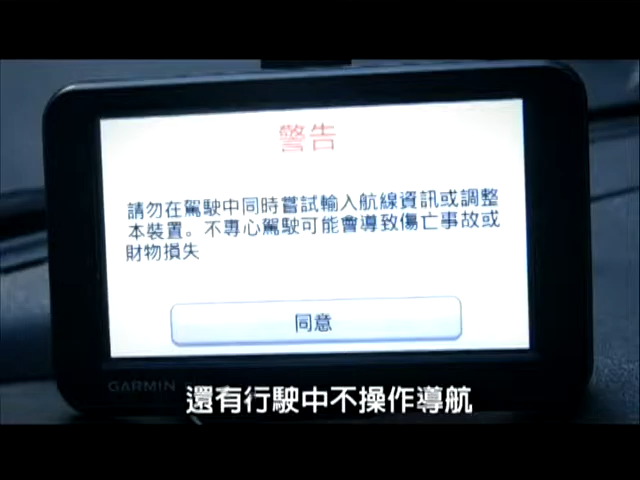 警告
請勿在駕駛中同時嘗試輸入航線資訊或調整
本裝置。不專心駕駛可能會導致傷亡事故或
財物損失
同意
GARMIN
還有行駛中不操作導航